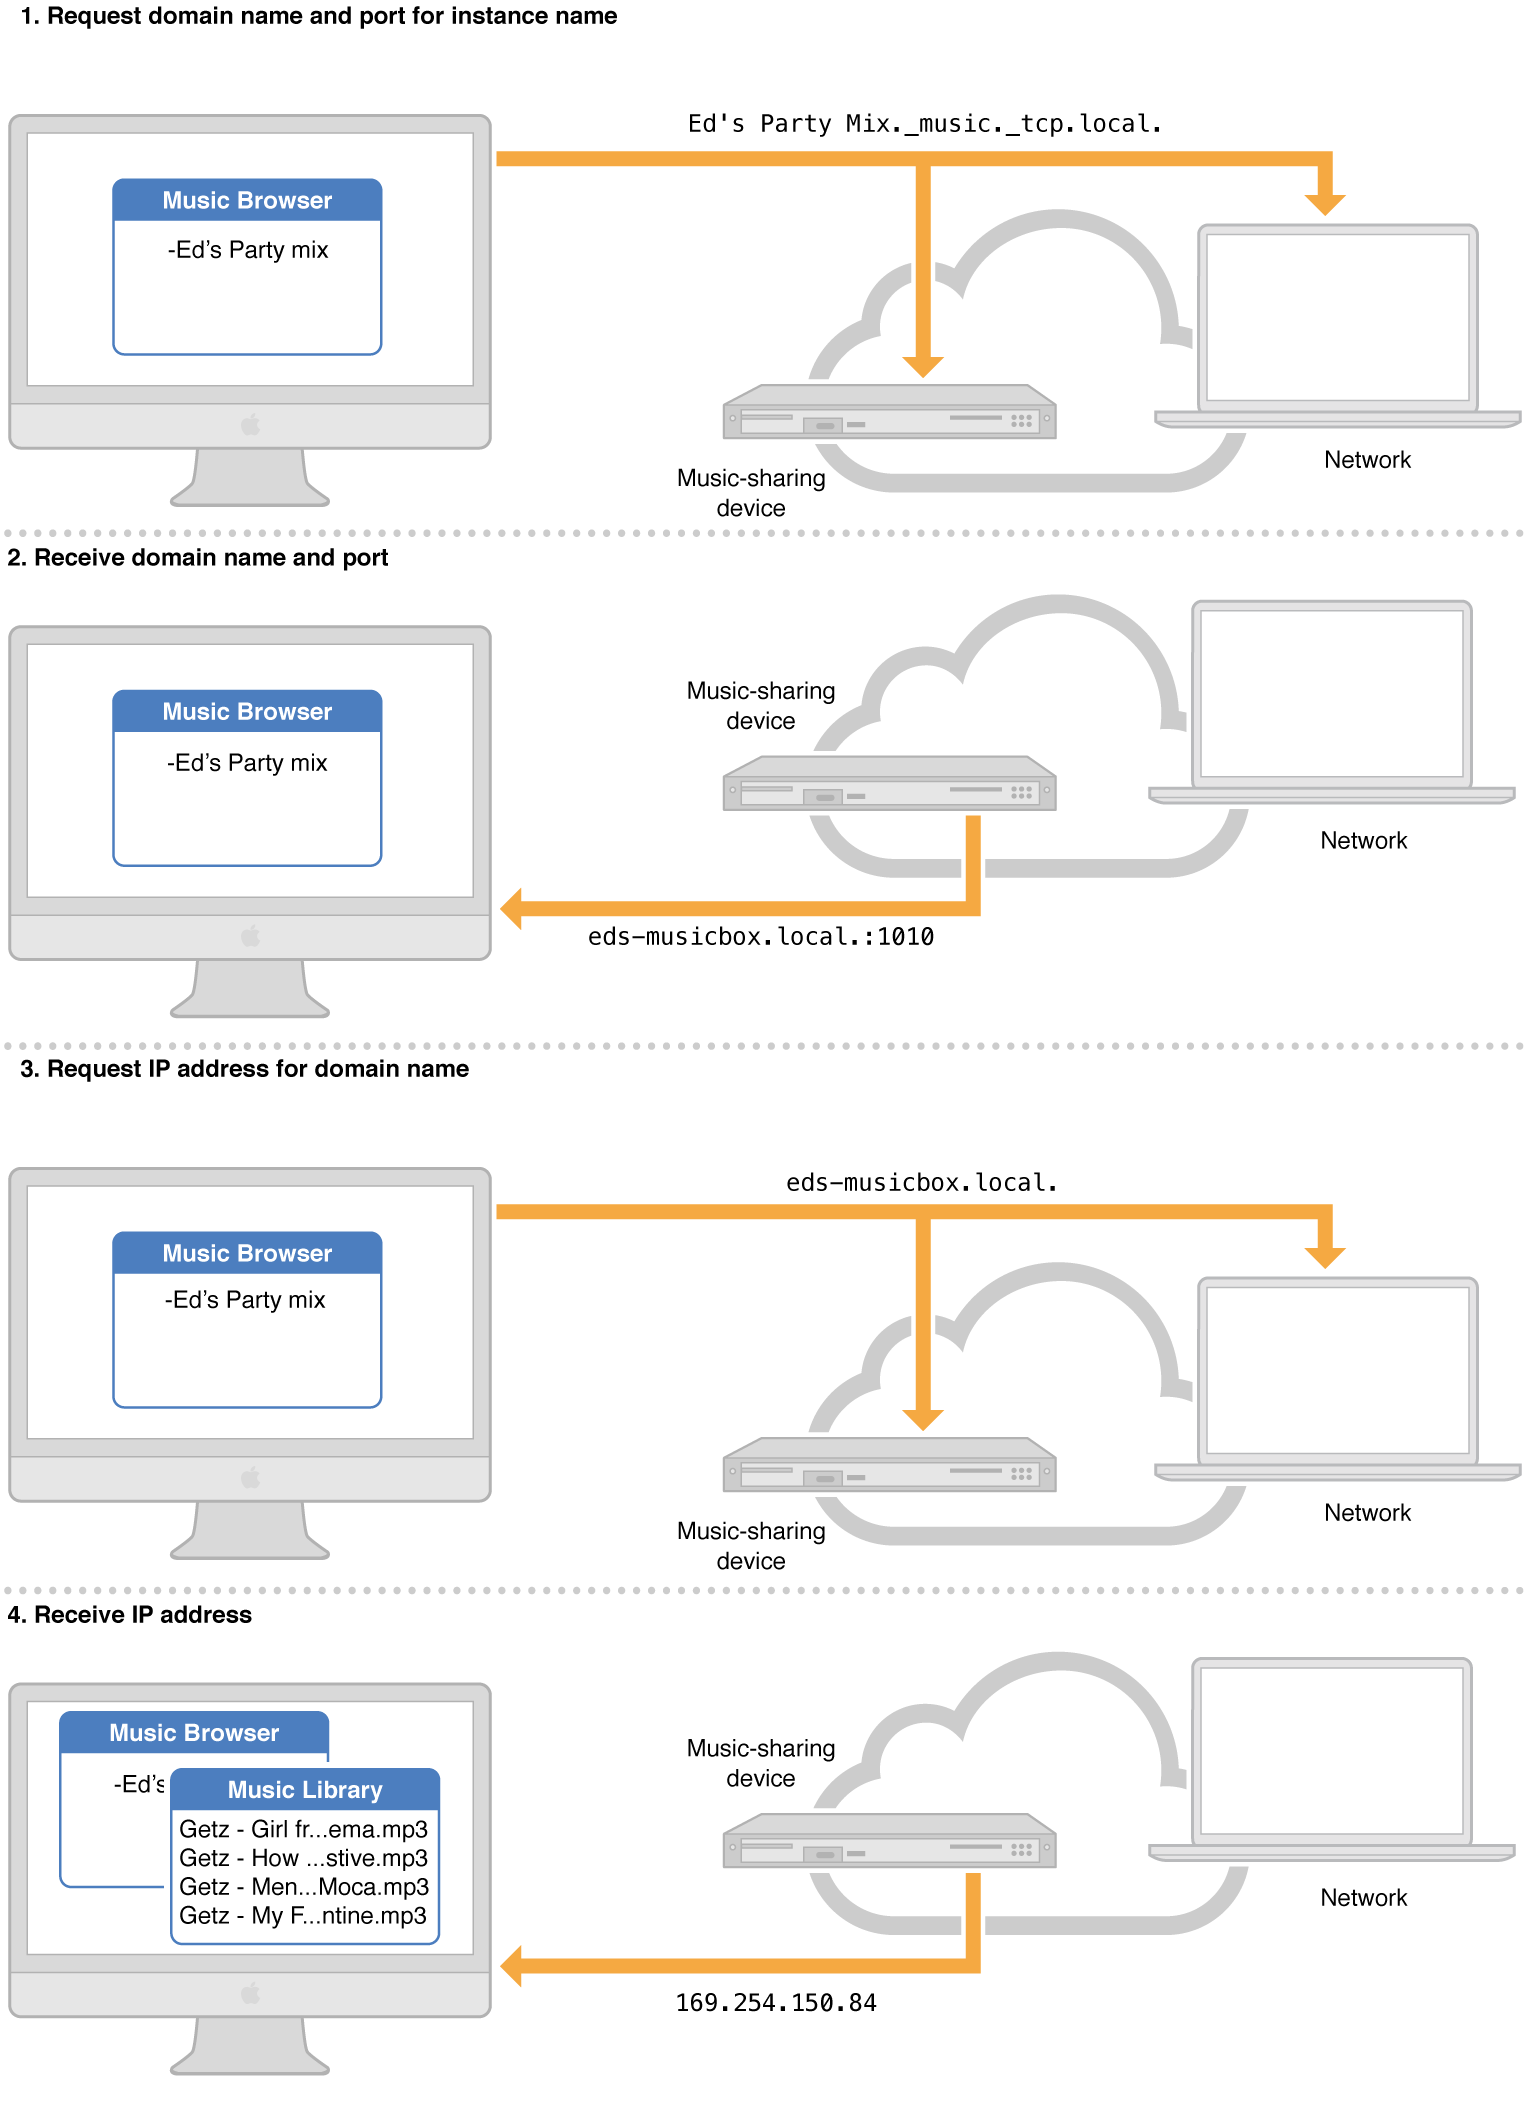 1. Request domain name and port for instance name
Ed's Party Mix._music._tcp.local.
Music Browser
-Ed’s Party mix
Network
Music-sharing
device
2. Receive domain name and port
Music-sharing
device
Music Browser
-Ed’s Party mix
Network
eds-musicbox.local.:1010
3. Request IP address for domain name
eds-musicbox.local.
Music Browser
-Ed’s Party mix
Network
Music-sharing
device
4. Receive IP address
Music Browser
-Ed’s
Music Library
Getz - Girl fr...ema.mp3
Getz - How ...stive.mp3
Getz - Men...Moca.mp3
Getz - My F...ntine.mp3
Music-sharing
device
Network
169.254.150.84